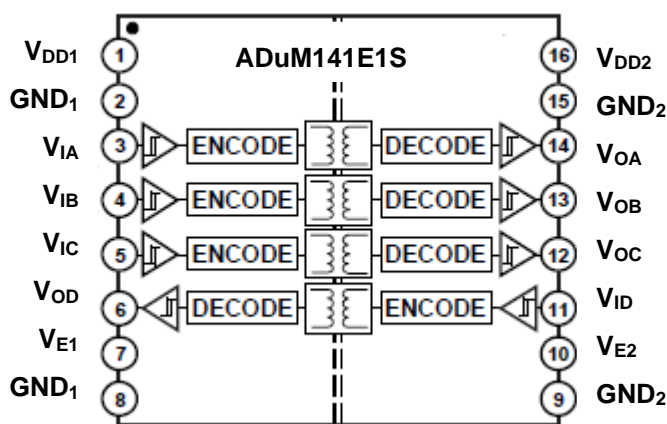 ADuM141E1S
VDD1 1 16 VDD2
GND1 2 15 GND2
VIA 3 ENCODE DECODE 14 VOA
VIB 4 ENCODE DECODE 13 VOB
VIC 5 ENCODE DECODE 12 VOC
VOD 6 DECODE ENCODE 11 VID
VE1 7 10 VE2
GND1 8 9 GND2